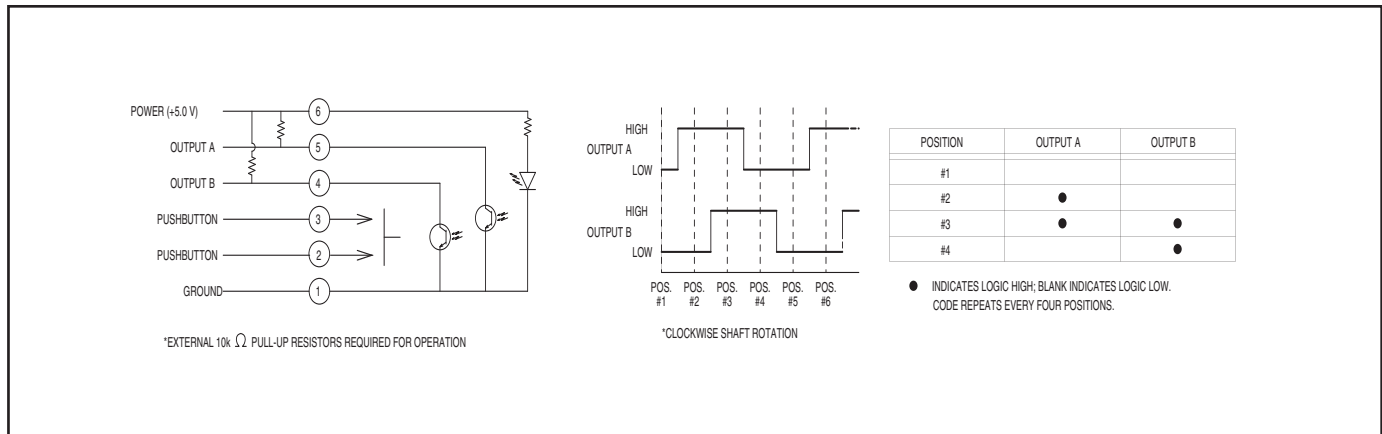 POWER (+5.0 V) 6
OUTPUT A 5
OUTPUT B 4
PUSHBUTTON 3
PUSHBUTTON 2
GROUND 1
*EXTERNAL 10k Ω PULL-UP RESISTORS REQUIRED FOR OPERATION
HIGH
OUTPUT A
LOW
HIGH
OUTPUT B
LOW
POS. POS. POS. POS. POS. POS.
#1 #2 #3 #4 #5 #6
*CLOCKWISE SHAFT ROTATION
POSITION OUTPUT A OUTPUT B
#1
#2 ●
#3 ● ●
#4 ●
● INDICATES LOGIC HIGH; BLANK INDICATES LOGIC LOW.
CODE REPEATS EVERY FOUR POSITIONS.